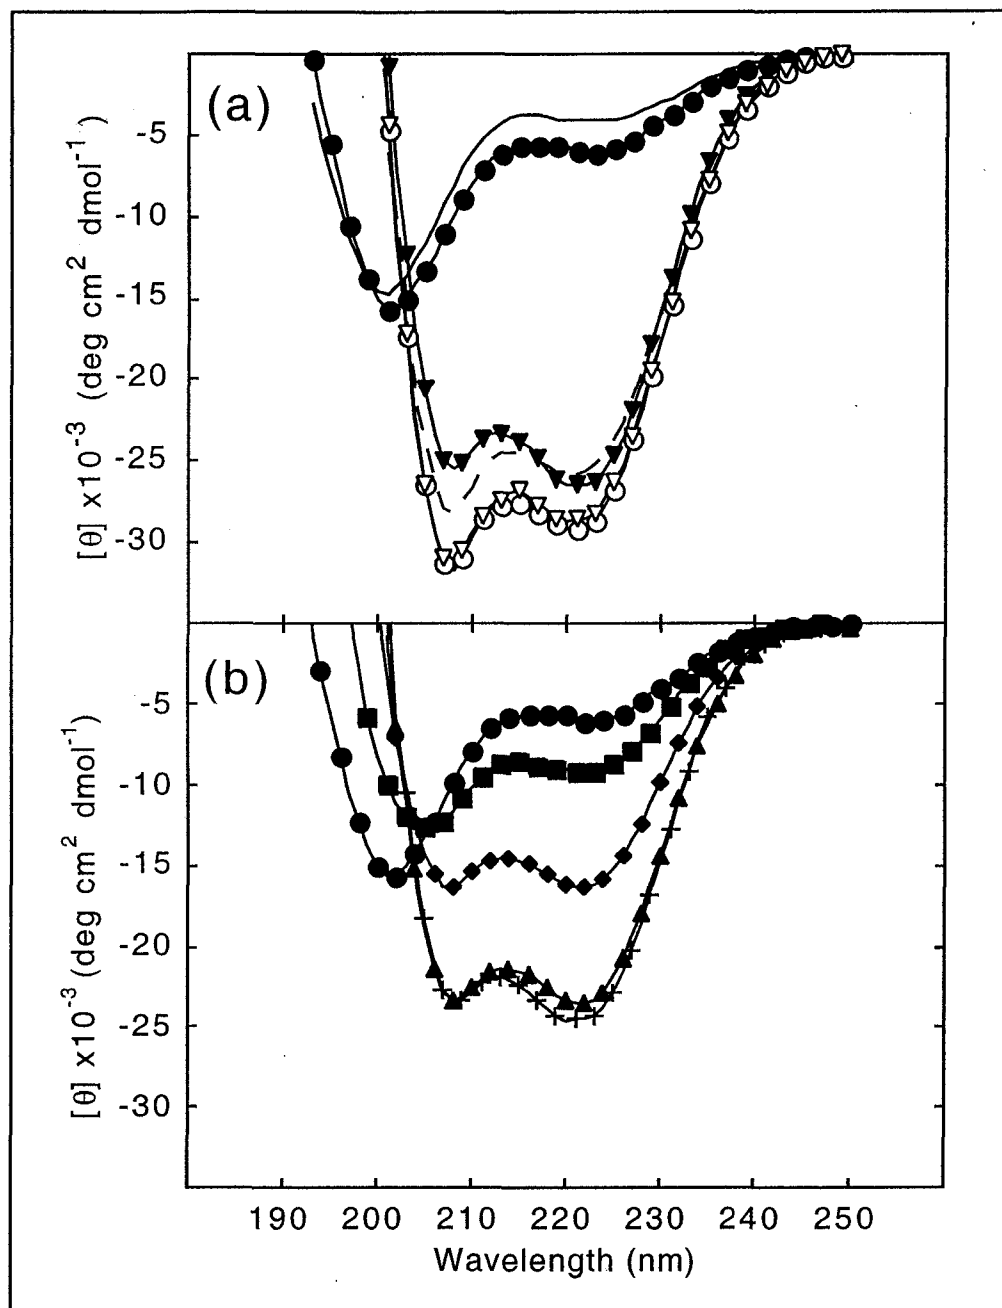 (a)
[θ] x10⁻³ (deg cm² dmol⁻¹)
-5
-10
-15
-20
-25
-30
(b)
[θ] x10⁻³ (deg cm² dmol⁻¹)
-5
-10
-15
-20
-25
-30
190 200 210 220 230 240 250
Wavelength (nm)